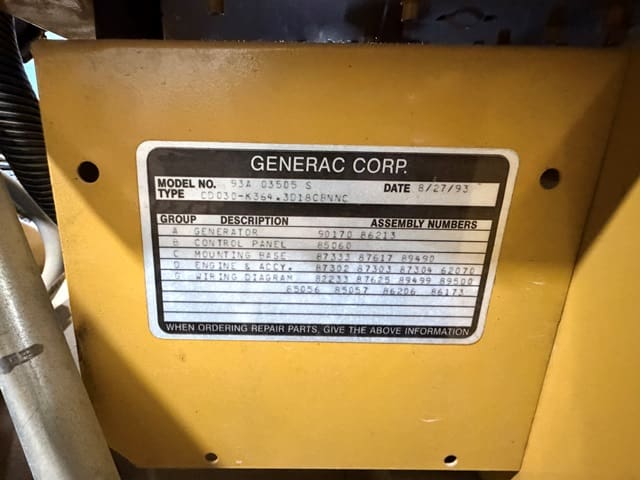 GENERAC CORP.
MODEL NO. 93A 03505 S DATE 8/27/93
TYPE CD030-K364.3D18CBNNC
GROUP DESCRIPTION ASSEMBLY NUMBERS
A GENERATOR 90170 86213
B CONTROL PANEL 85060
C MOUNTING BASE 87333 87617 89490
D ENGINE & ACCY. 87302 87303 87304 62070
G WIRING DIAGRAM 82233 87625 89499 89500
85056 85057 86206 86173
WHEN ORDERING REPAIR PARTS, GIVE THE ABOVE INFORMATION